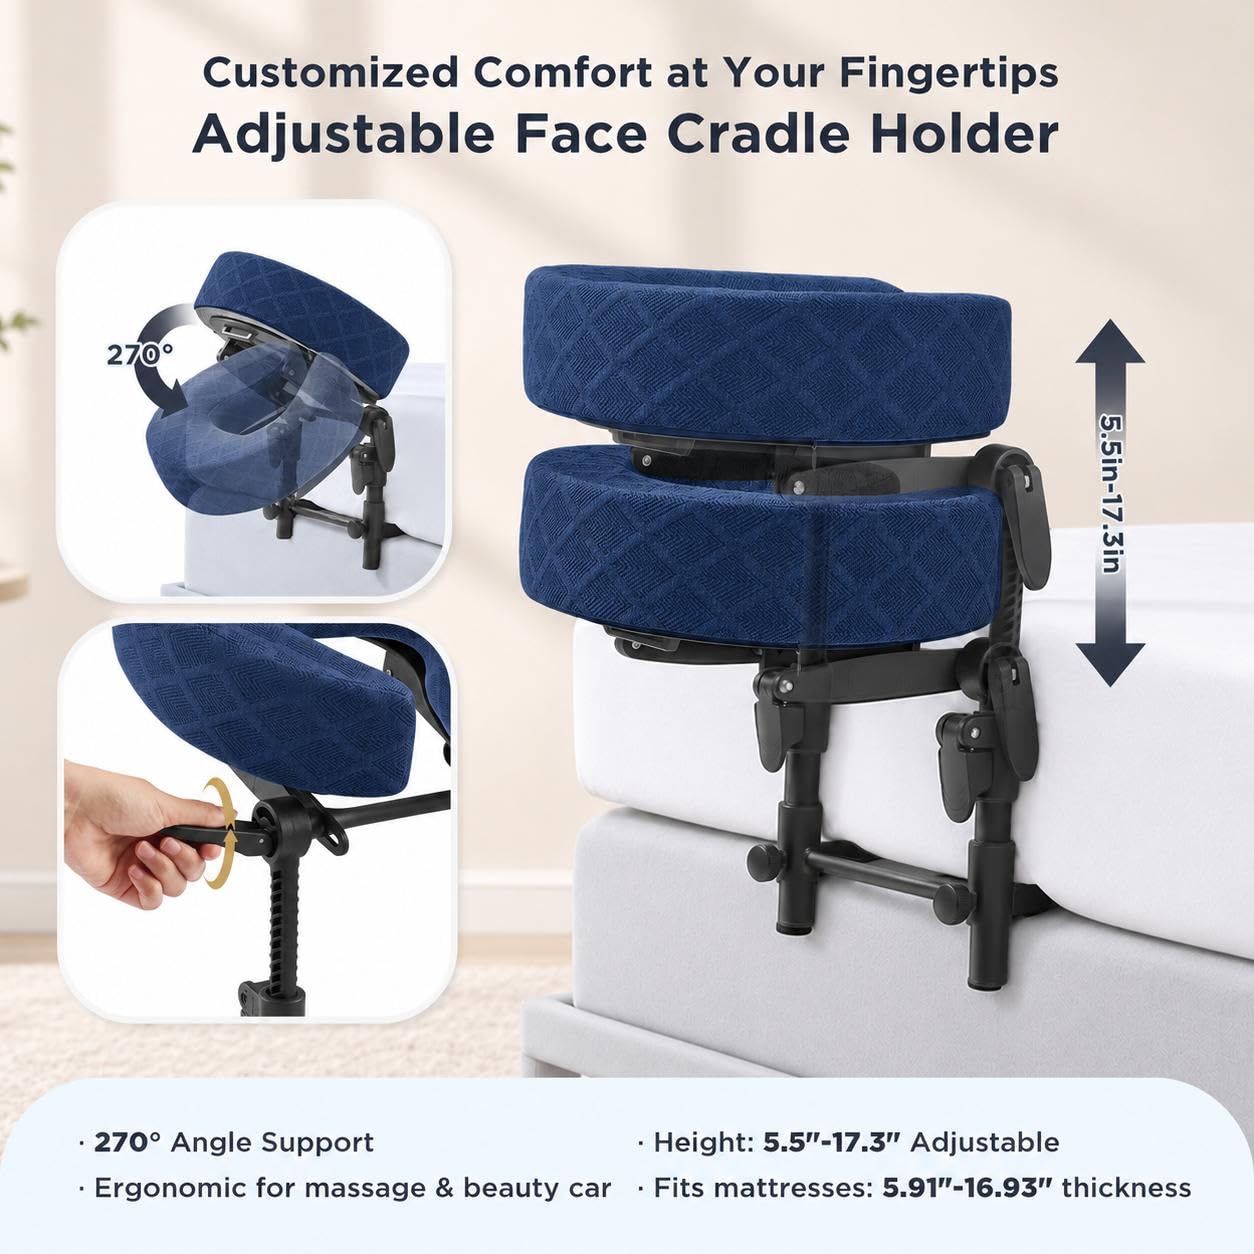 Customized Comfort at Your Fingertips
Adjustable Face Cradle Holder
270°
5.5in-17.3in
· 270° Angle Support
· Ergonomic for massage & beauty car
· Height: 5.5"-17.3" Adjustable
· Fits mattresses: 5.91"-16.93" thickness